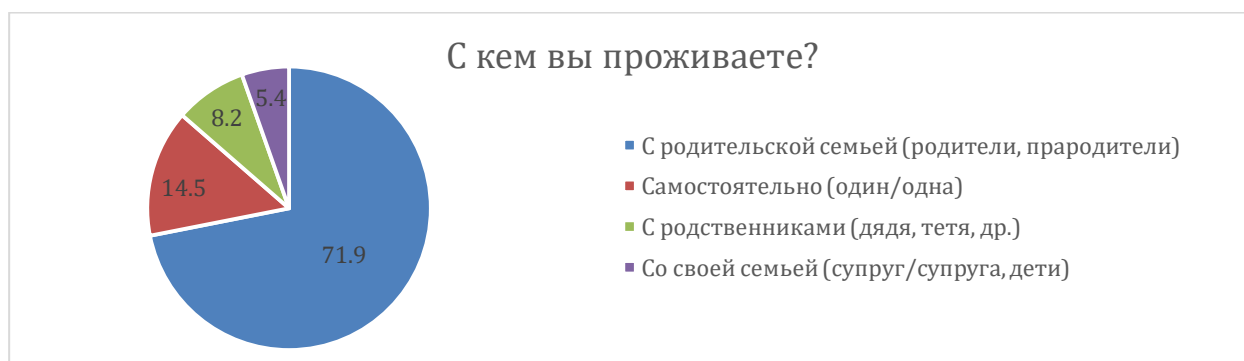 С кем вы проживаете?
5.4
8.2
14.5
71.9
С родительской семьей (родители, прародители)
Самостоятельно (один/одна)
С родственниками (дядя, тетя, др.)
Со своей семьей (супруг/супруга, дети)